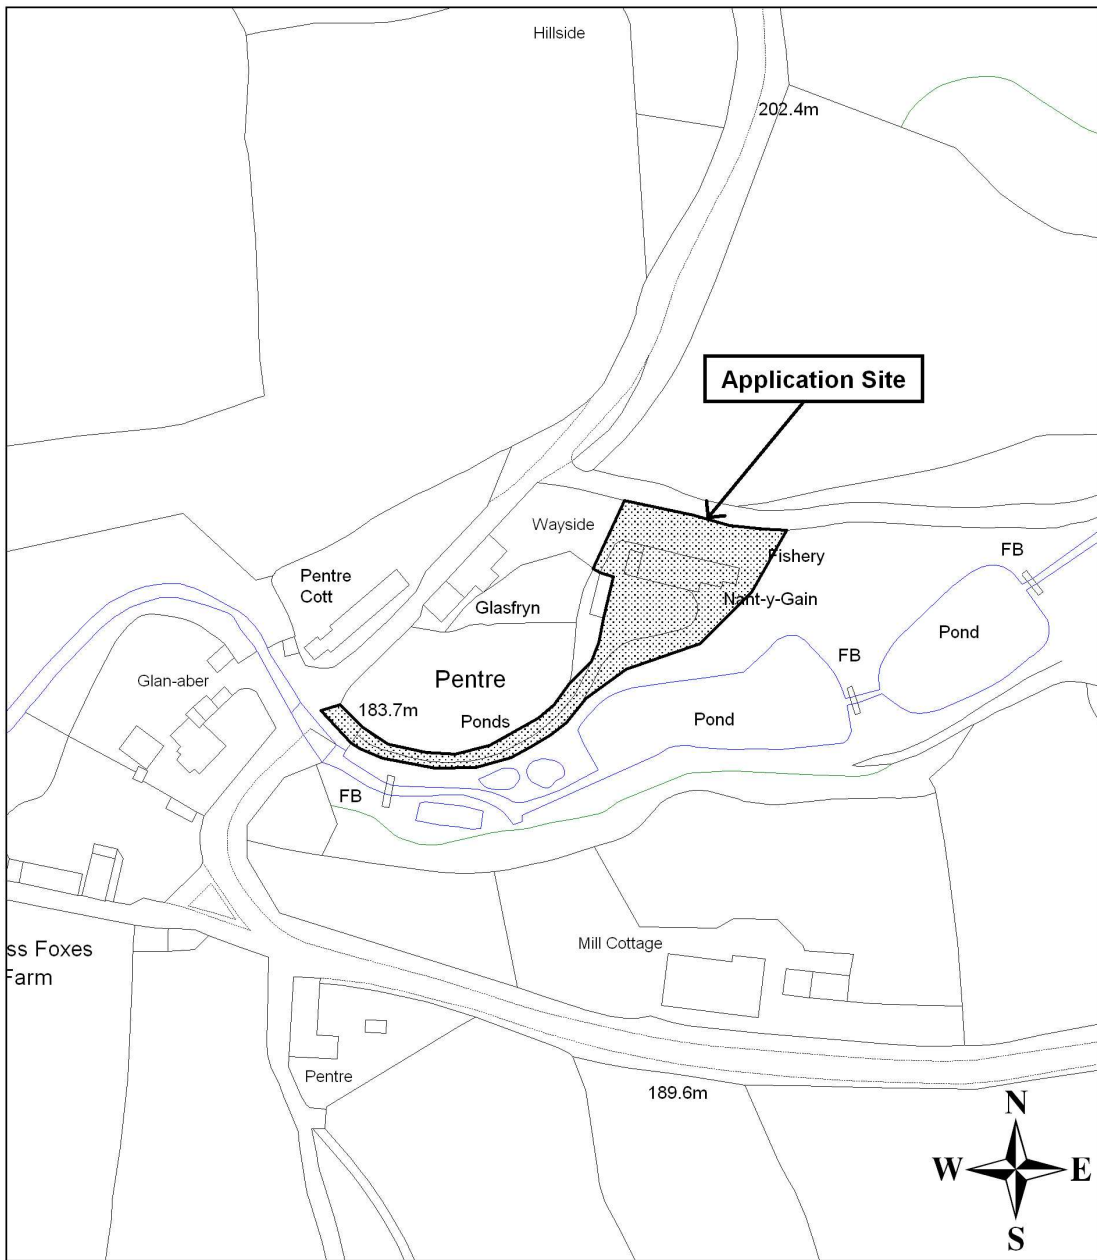 Hillside
202.4m
Application Site
Wayside
Fishery
FB
Pentre
Cott
Glasfryn
Nant-y-Gain
Pond
FB
Glan-aber
Pentre
183.7m
Ponds
Pond
FB
ss Foxes
Farm
Mill Cottage
Pentre
189.6m
N
W
E
S